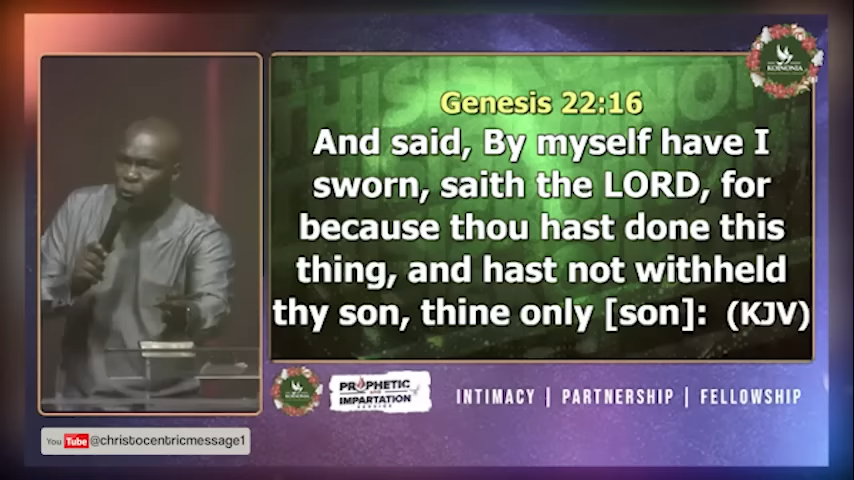 KOINONIA
Genesis 22:16
And said, By myself have I
sworn, saith the LORD, for
because thou hast done this
thing, and hast not withheld
thy son, thine only [son]: (KJV)
PROPHETIC
IMPARTATION
SERVICE
INTIMACY | PARTNERSHIP | FELLOWSHIP
YouTube @christocentricmessage1